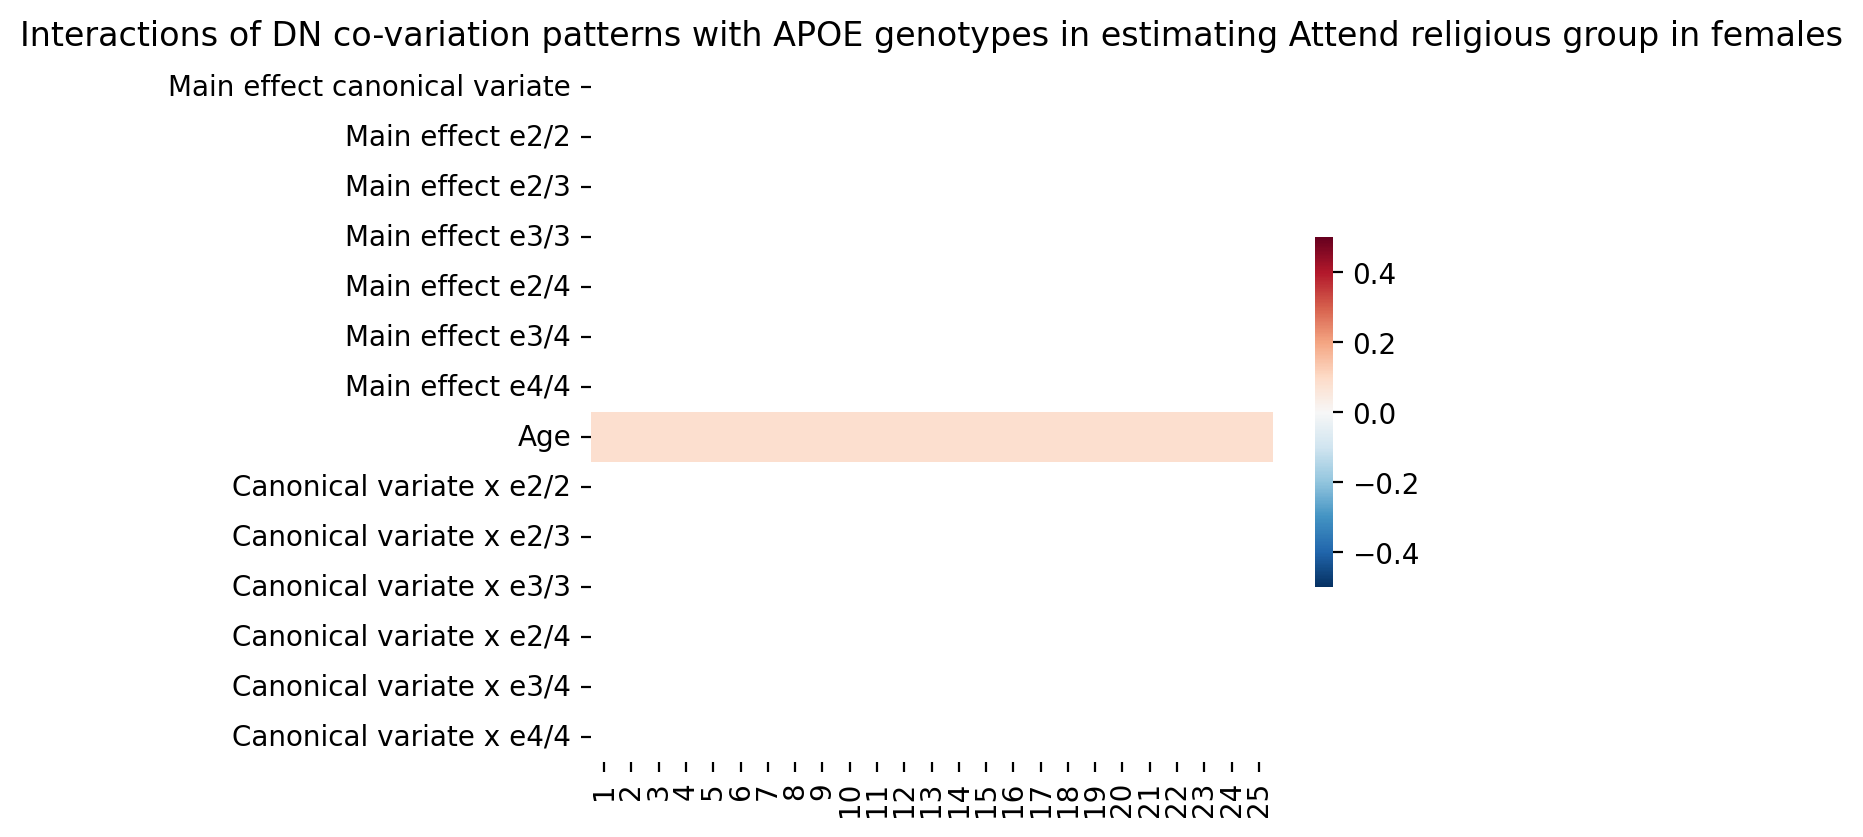 Interactions of DN co-variation patterns with APOE genotypes in estimating Attend religious group in females
Main effect canonical variate
Main effect e2/2
Main effect e2/3
Main effect e3/3
Main effect e2/4
Main effect e3/4
Main effect e4/4
Age
Canonical variate x e2/2
Canonical variate x e2/3
Canonical variate x e3/3
Canonical variate x e2/4
Canonical variate x e3/4
Canonical variate x e4/4
1 2 3 4 5 6 7 8 9 10 11 12 13 14 15 16 17 18 19 20 21 22 23 24 25
0.4
0.2
0.0
−0.2
−0.4